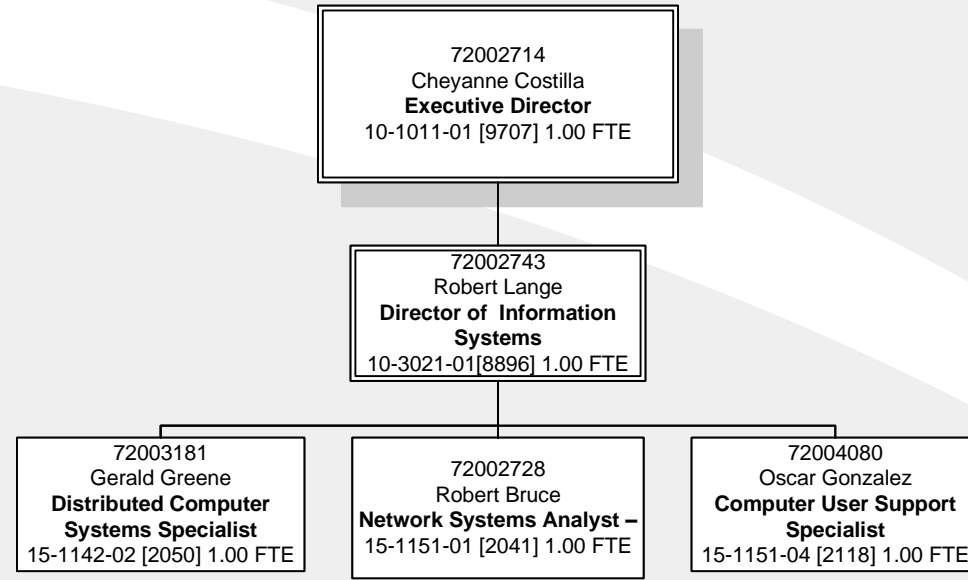 72002714
Cheyanne Costilla
Executive Director
10-1011-01 [9707] 1.00 FTE
72002743
Robert Lange
Director of  Information
Systems
10-3021-01[8896] 1.00 FTE
72003181
Gerald Greene
Distributed Computer
Systems Specialist
15-1142-02 [2050] 1.00 FTE
72002728
Robert Bruce
Network Systems Analyst –
15-1151-01 [2041] 1.00 FTE
72004080
Oscar Gonzalez
Computer User Support
Specialist
15-1151-04 [2118] 1.00 FTE